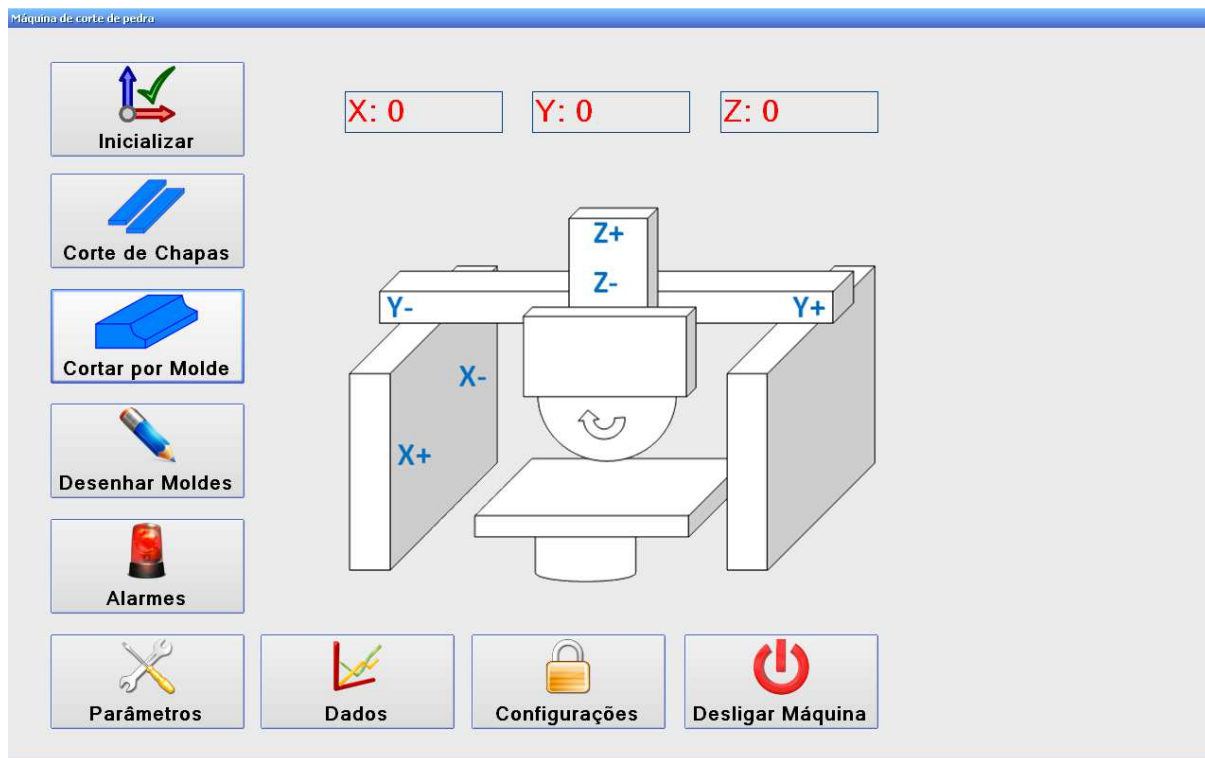 Máquina de corte de pedra
Inicializar
X: 0
Y: 0
Z: 0
Corte de Chapas
Cortar por Molde
Desenhar Moldes
Alarmes
Z+
Z-
Y-
Y+
X-
X+
Parâmetros
Dados
Configurações
Desligar Máquina